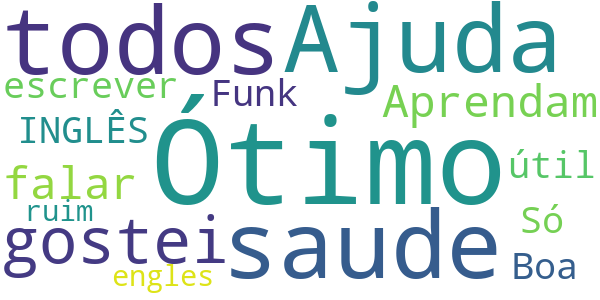 todos Ajuda
escrever Funk Aprendam
INGLÊS Ótimo útil
falar
ruim Só
gostei saude Boa
engles